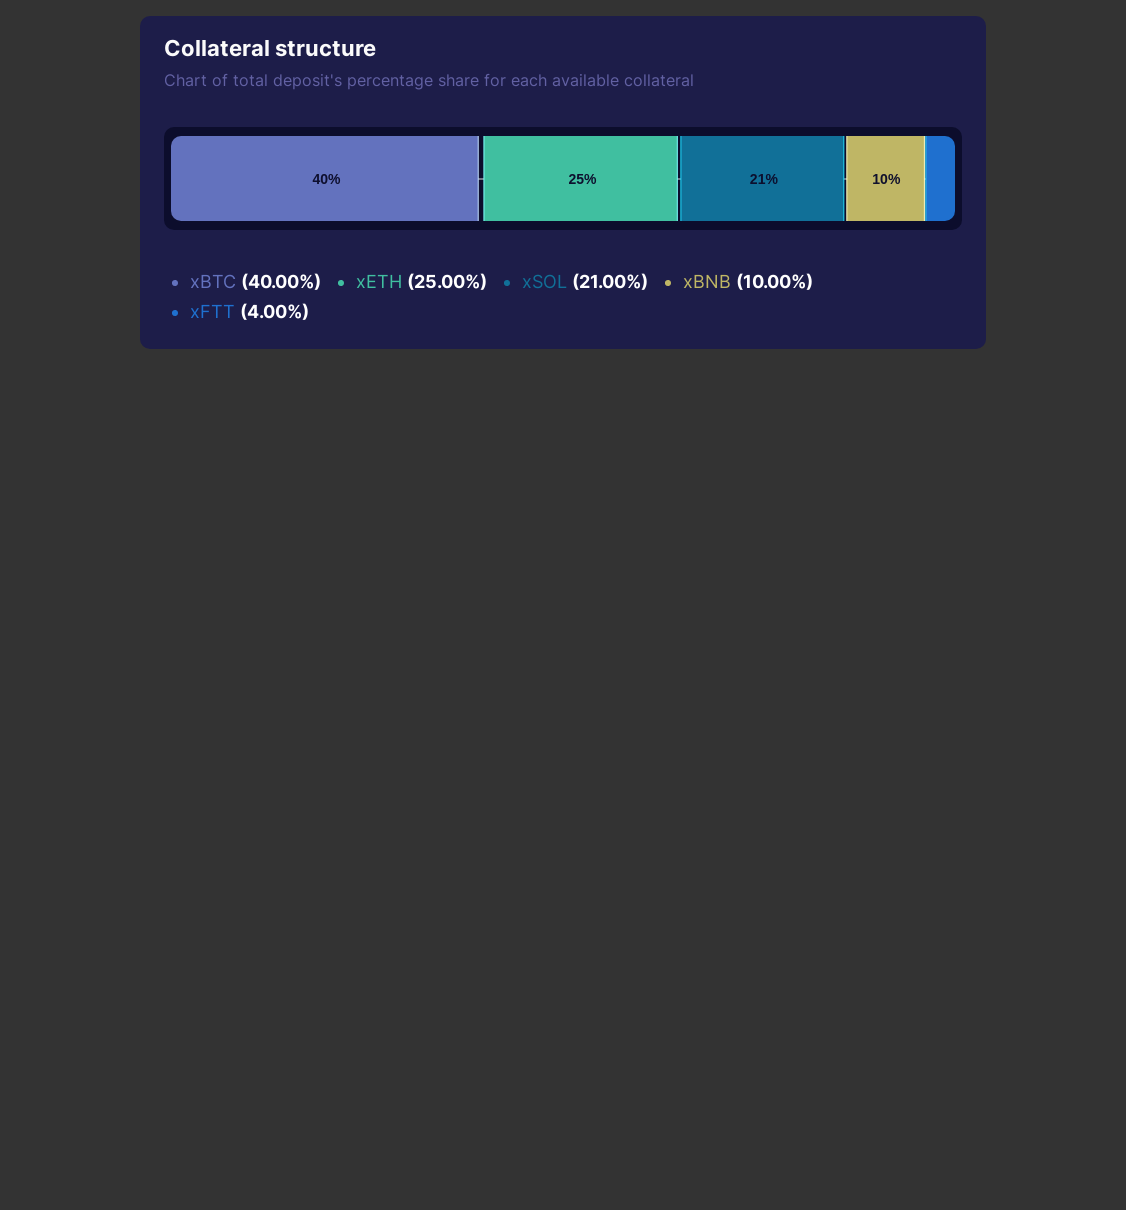 Collateral structure
Chart of total deposit's percentage share for each available collateral
40% 25% 21% 10%
• xBTC (40.00%) • xETH (25.00%) • xSOL (21.00%) • xBNB (10.00%)
• xFTT (4.00%)